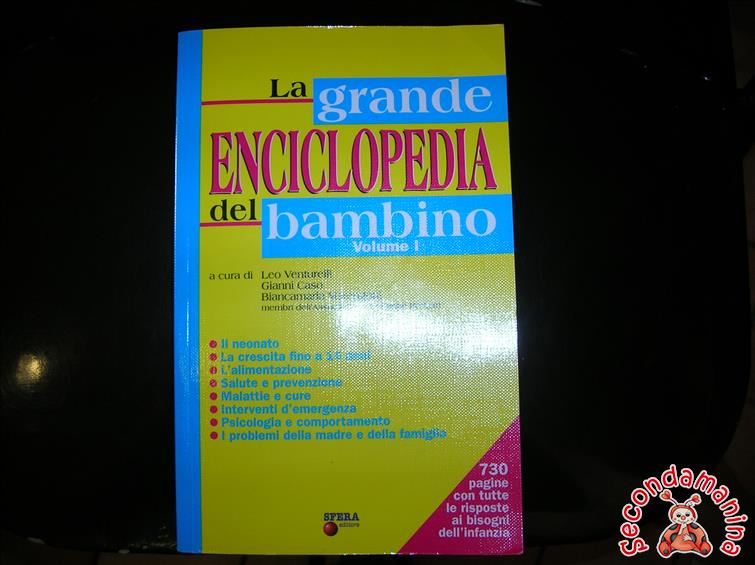 La grande
ENCICLOPEDIA
del bambino
Volume I
a cura di Leo Venturelli
Gianni Caso
Biancamaria
membri
Il neonato
La crescita fino a 14 anni
L'alimentazione
Salute e prevenzione
Malattie e cure
Interventi d'emergenza
Psicologia e comportamento
I problemi della madre e della famiglia
730
pagine
con tutte
le risposte
ai bisogni
dell'infanzia
SFERA
editore
secondamanina